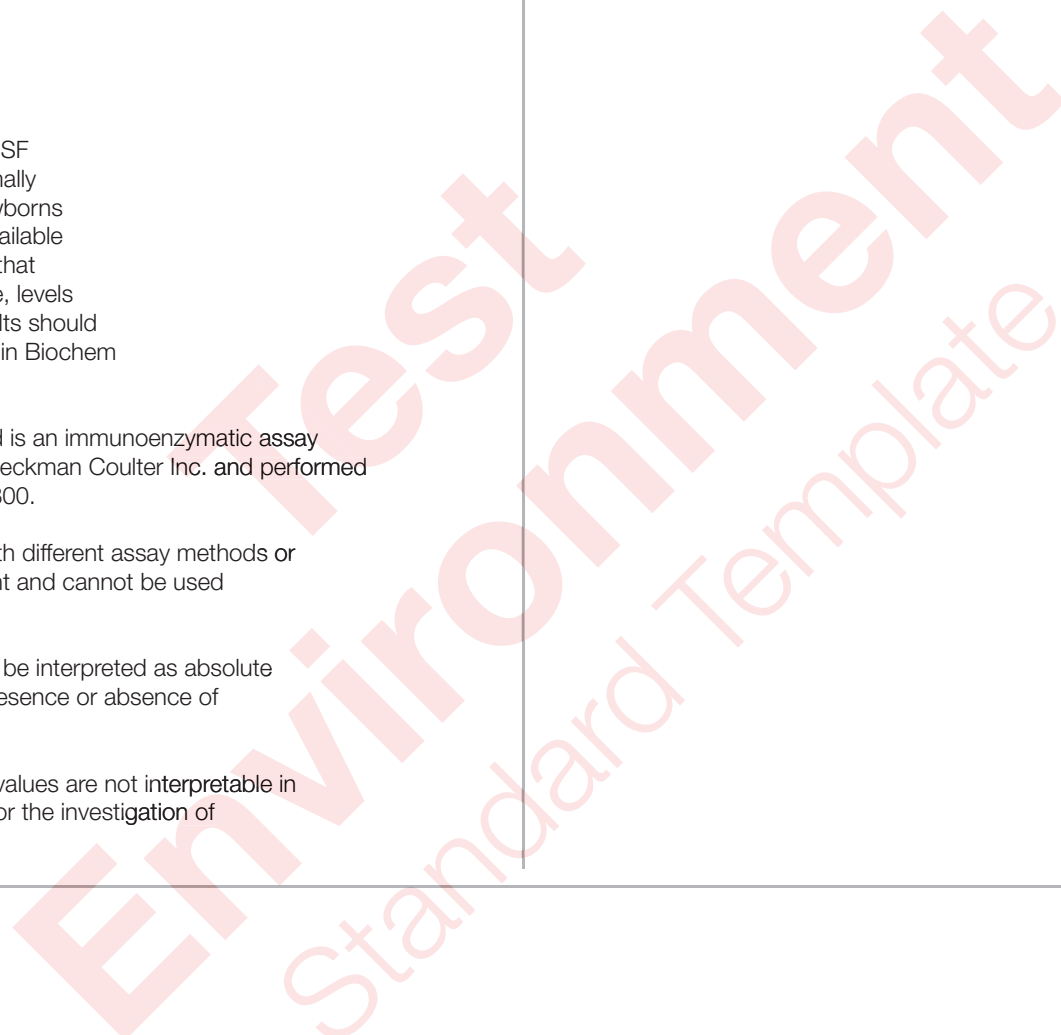 SF
nally
wborns
ailable
that
e, levels
lts should
in Biochem
d is an immunoenzymatic assay
eckman Coulter Inc. and performed
800.
th different assay methods or
nt and cannot be used
be interpreted as absolute
esence or absence of
values are not interpretable in
or the investigation of
Test
Environment
Standard Template